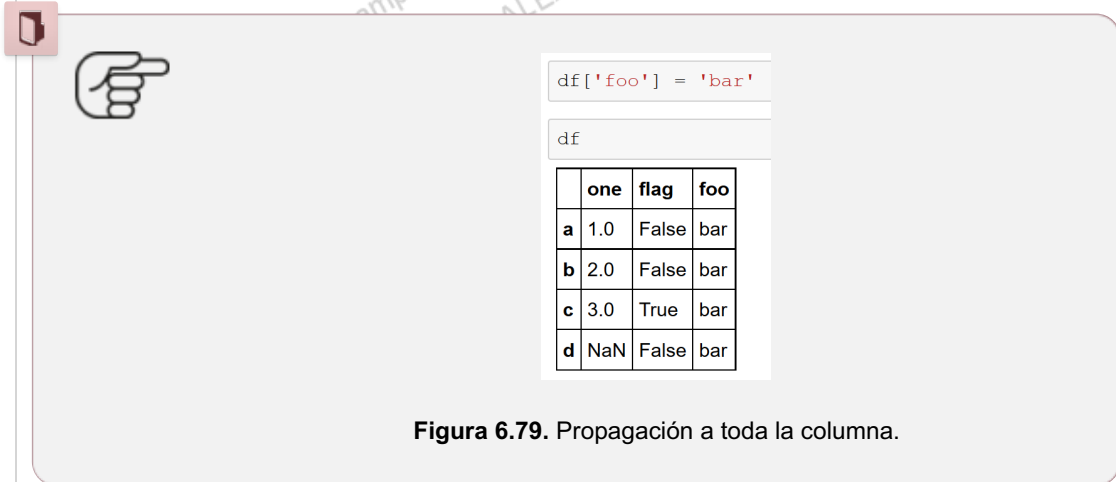 df['foo'] = 'bar'
df
one flag foo
a 1.0 False bar
b 2.0 False bar
c 3.0 True bar
d NaN False bar
Figura 6.79. Propagación a toda la columna.